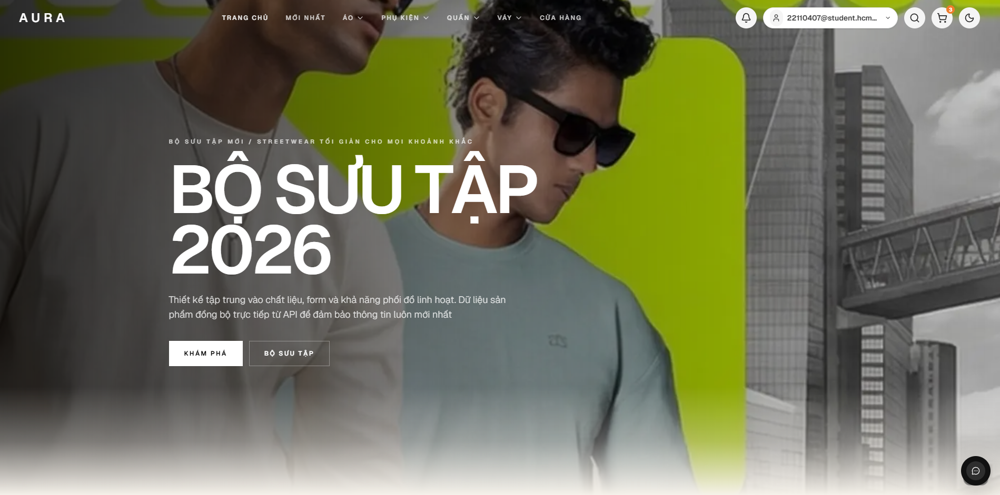 AURA
TRANG CHỦ
MỚI NHẤT
ÁO
PHỤ KIỆN
QUẦN
VÁY
CỬA HÀNG
22110407@student.hcm...
3
BỘ SƯU TẬP MỚI / STREETWEAR TỐI GIẢN CHO MỌI KHOẢNH KHẮC
BỘ SƯU TẬP
2026
Thiết kế tập trung vào chất liệu, form và khả năng phối đồ linh hoạt. Dữ liệu sản
phẩm đồng bộ trực tiếp từ API để đảm bảo thông tin luôn mới nhất
KHÁM PHÁ
BỘ SƯU TẬP